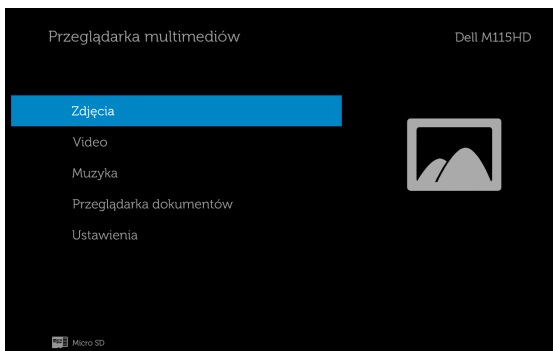 Przeglądarka multimediów
Dell M115HD
Zdjęcia
Video
Muzyka
Przeglądarka dokumentów
Ustawienia
Micro SD